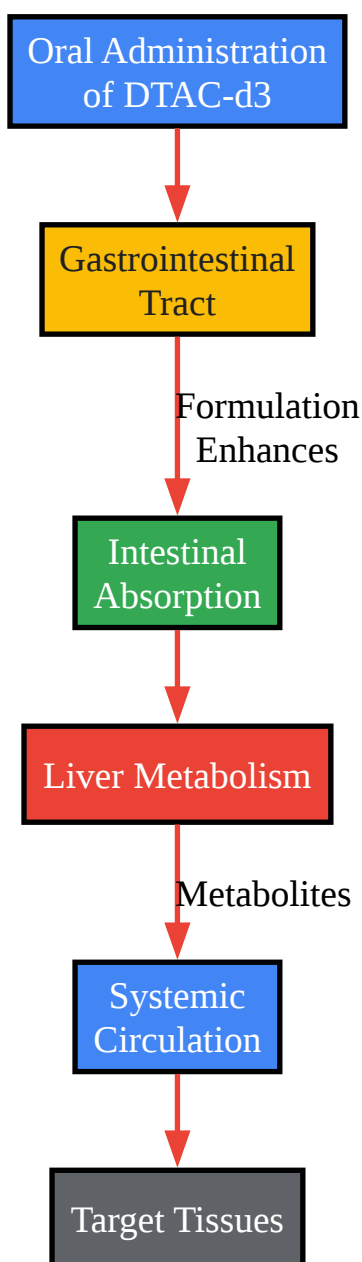 Oral Administration
of DTAC-d3
Gastrointestinal
Tract
Formulation
Enhances
Intestinal
Absorption
Liver Metabolism
Metabolites
Systemic
Circulation
Target Tissues